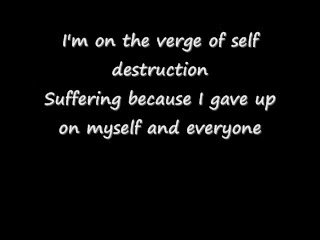 I'm on the verge of self
destruction
Suffering because I gave up
on myself and everyone